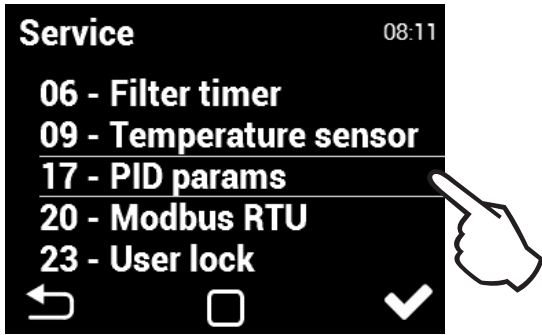 Service 08:11
06 - Filter timer
09 - Temperature sensor
17 - PID params
20 - Modbus RTU
23 - User lock